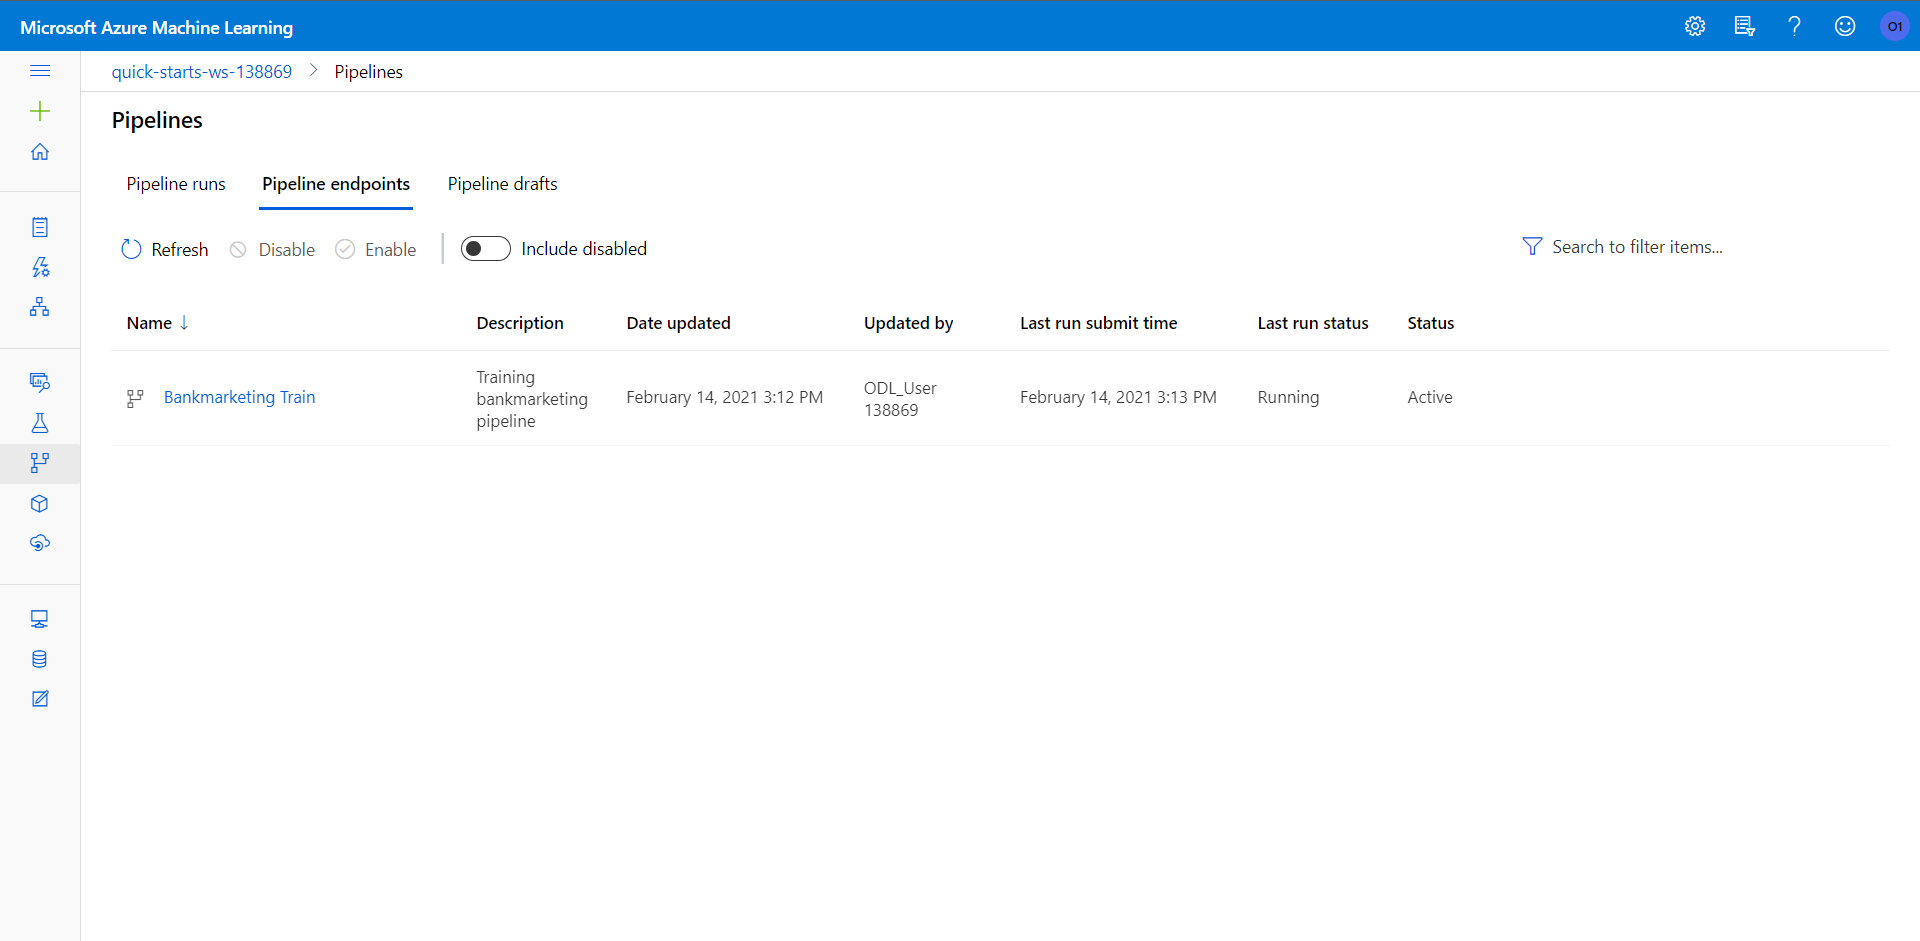 Microsoft Azure Machine Learning
O1
quick-starts-ws-138869 > Pipelines
Pipelines
Pipeline runs
Pipeline endpoints
Pipeline drafts
Refresh
Disable
Enable
Include disabled
Search to filter items...
Name ↓
Description
Date updated
Updated by
Last run submit time
Last run status
Status
Bankmarketing Train
Training
bankmarketing
pipeline
February 14, 2021 3:12 PM
ODL_User
138869
February 14, 2021 3:13 PM
Running
Active